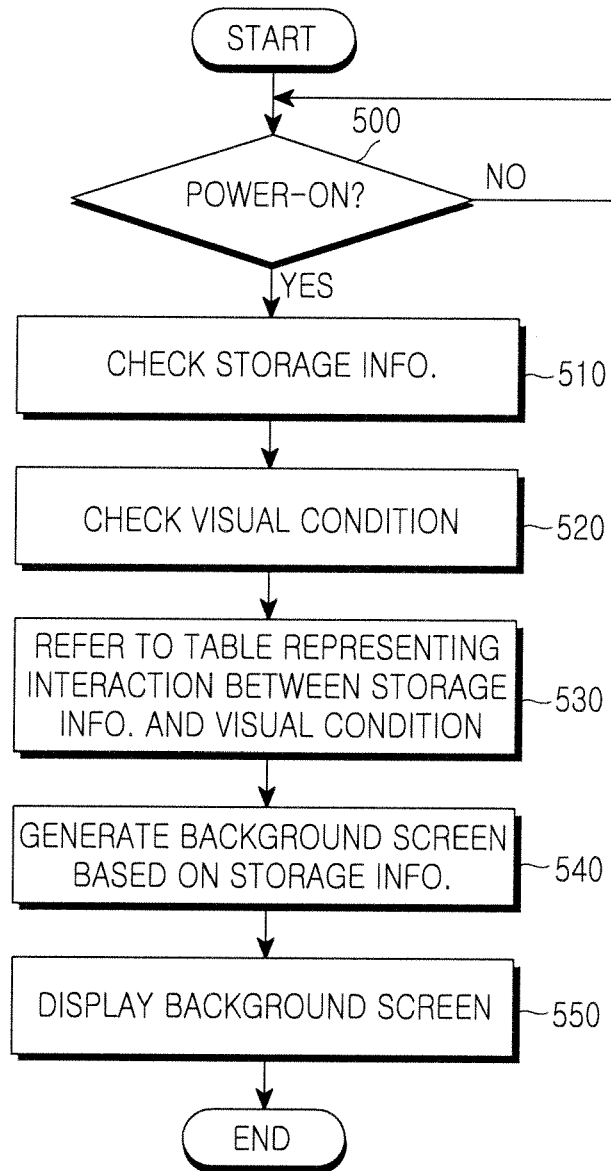 START
500
POWER-ON?
NO
YES
CHECK STORAGE INFO.
510
CHECK VISUAL CONDITION
520
REFER TO TABLE REPRESENTING
INTERACTION BETWEEN STORAGE
INFO. AND VISUAL CONDITION
530
GENERATE BACKGROUND SCREEN
BASED ON STORAGE INFO.
540
DISPLAY BACKGROUND SCREEN
550
END